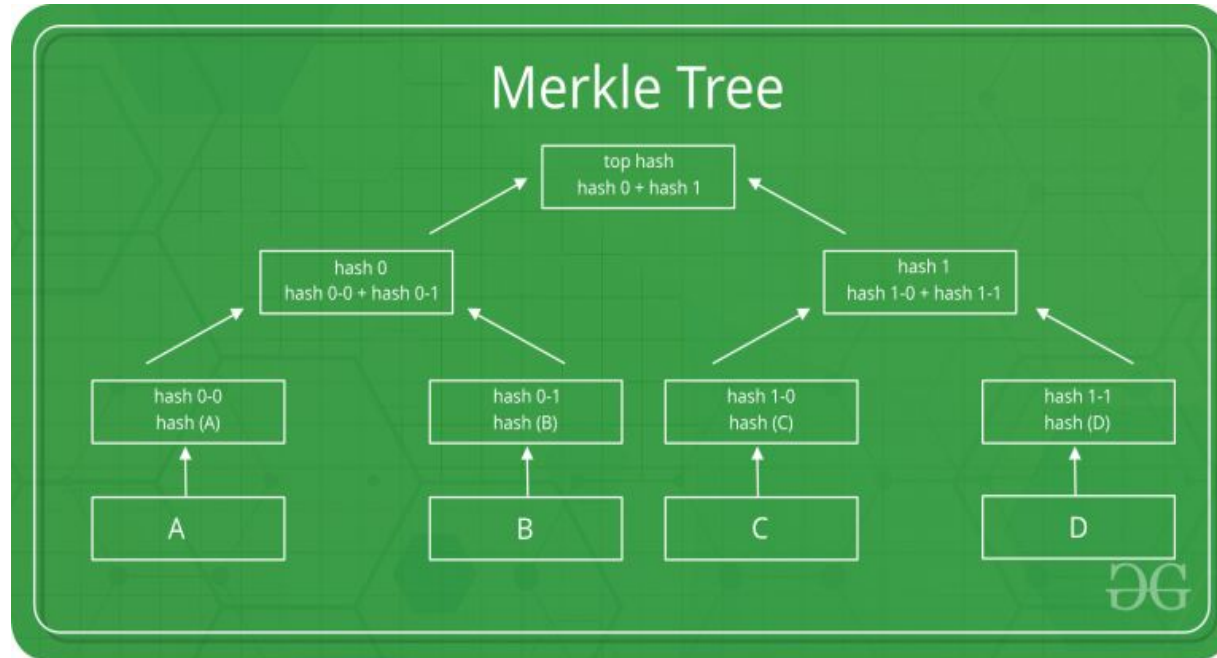 Merkle Tree
top hash
hash 0 + hash 1
hash 0
hash 0-0 + hash 0-1
hash 1
hash 1-0 + hash 1-1
hash 0-0
hash (A)
hash 0-1
hash (B)
hash 1-0
hash (C)
hash 1-1
hash (D)
A
B
C
D